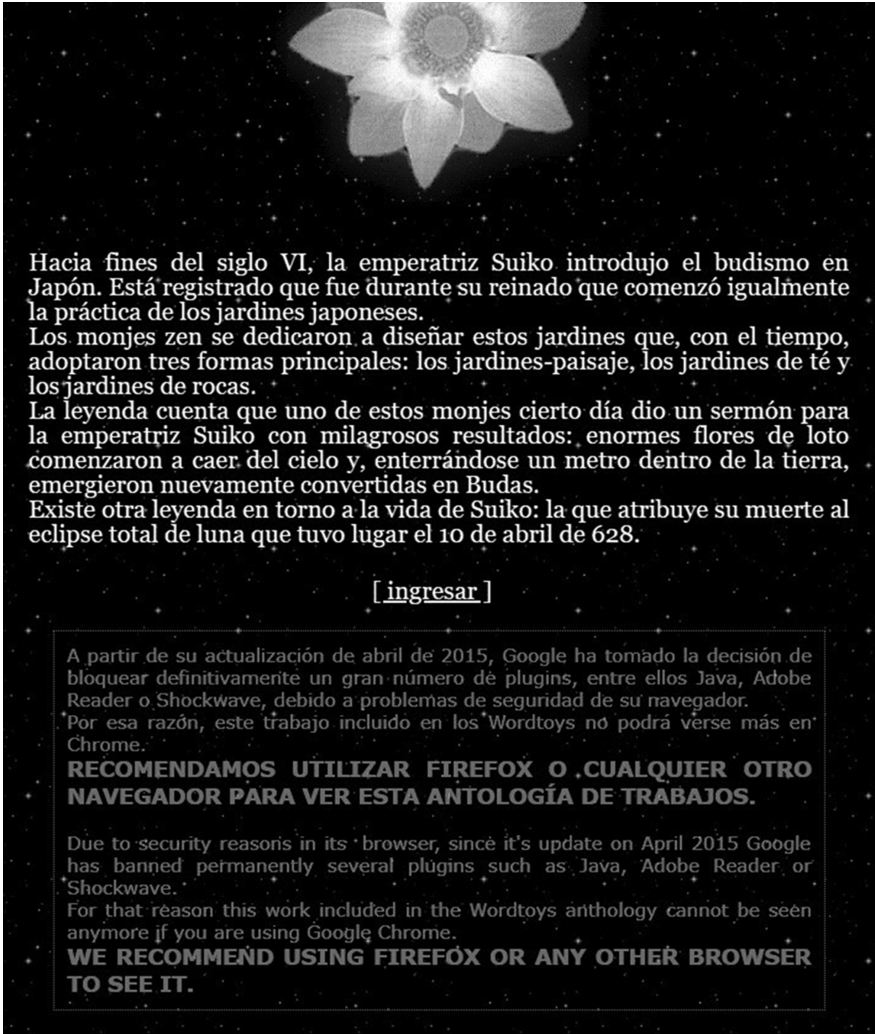 Hacia fines del siglo VI, la emperatriz Suiko introdujo el budismo en
Japón. Está registrado que fue durante su reinado que comenzó igualmente
la práctica de los jardines japoneses.
Los monjes zen se dedicaron a diseñar estos jardines que, con el tiempo,
adoptaron tres formas principales: los jardines-paisaje, los jardines de té y
los jardines de rocas.
La leyenda cuenta que uno de estos monjes cierto día dio un sermón para
la emperatriz Suiko con milagrosos resultados: enormes flores de loto
comenzaron a caer del cielo y, enterrándose un metro dentro de la tierra,
emergieron nuevamente convertidas en Budas.
Existe otra leyenda en torno a la vida de Suiko: la que atribuye su muerte al
eclipse total de luna que tuvo lugar el 10 de abril de 628.
[ ingresar ]
A partir de su actualización de abril de 2015, Google ha tomado la decisión de
bloquear definitivamente un gran número de plugins, entre ellos Java, Adobe
Reader o Shockwave, debido a problemas de seguridad de su navegador.
Por esa razón, este trabajo incluido en los Wordtoys no podrá verse más en
Chrome.
RECOMENDAMOS UTILIZAR FIREFOX O CUALQUIER OTRO
NAVEGADOR PARA VER ESTA ANTOLOGÍA DE TRABAJOS.
Due to security reasons in its browser, since it's update on April 2015 Google
has banned permanently several plugins such as Java, Adobe Reader or
Shockwave.
For that reason this work included in the Wordtoys anthology cannot be seen
anymore if you are using Google Chrome.
WE RECOMMEND USING FIREFOX OR ANY OTHER BROWSER
TO SEE IT.